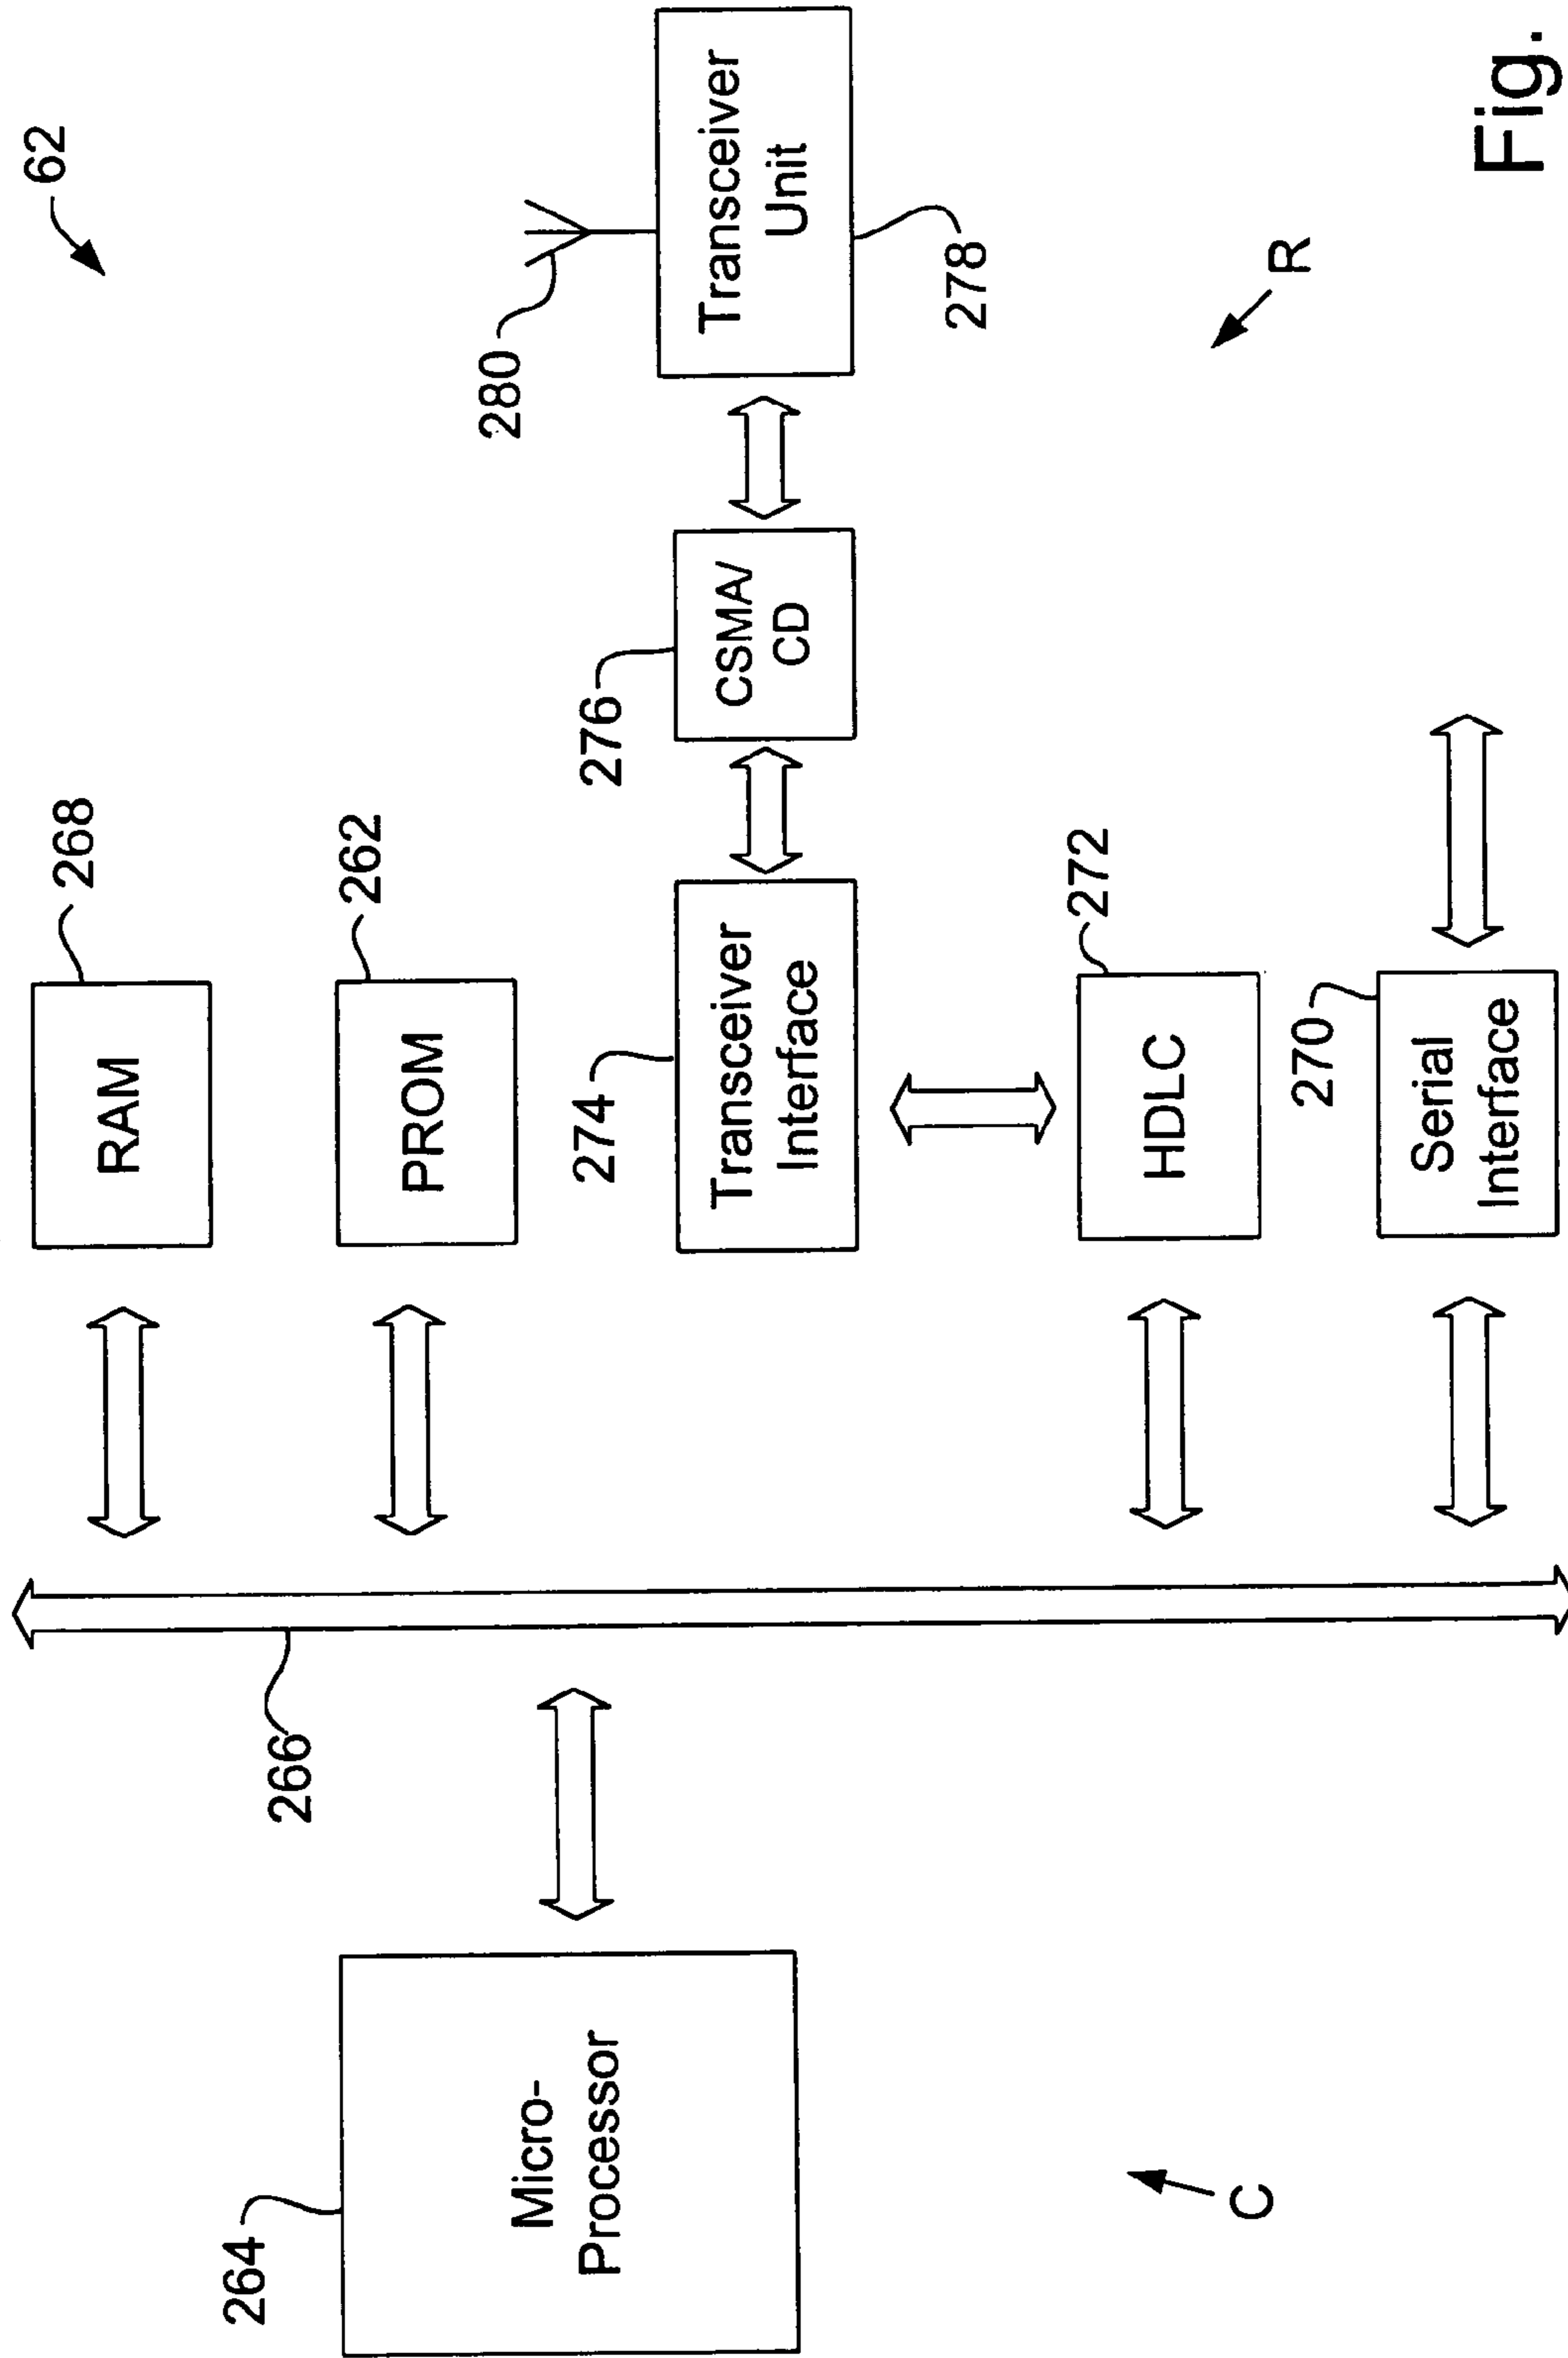 62
268
RAM
262
PROM
280
Transceiver
Unit
278
276
CSMA/
CD
274
Transceiver
Interface
272
HDLC
270
Serial
Interface
266
264
Micro-
Processor
R
C
Fig.